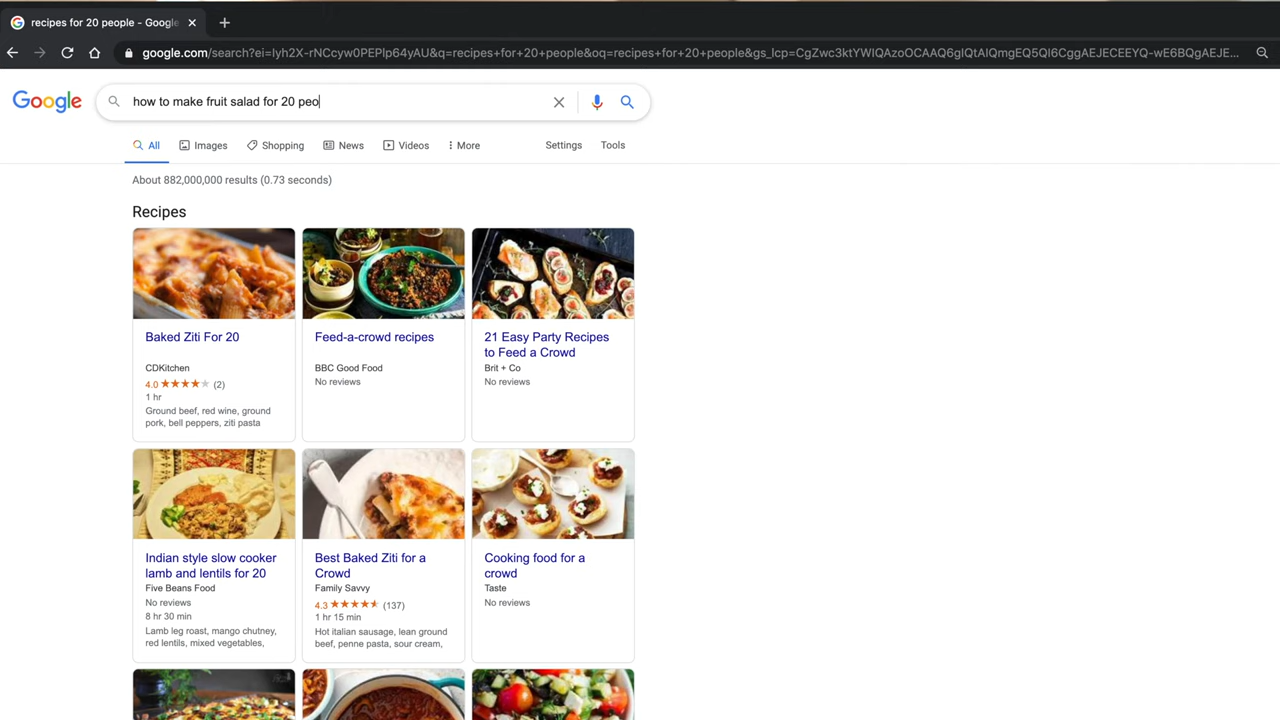 recipes for 20 people - Google
google.com/search?ei=Iyh2X-rNCcyw0PEPlp64yAU&q=recipes+for+20+people&oq=recipes+for+20+people&gs_lcp=CgZwc3ktYWIQAzoOCAAQ6gIQtAIQmgEQ5QI6CggAEJECEEYQ-wE6BQgAEJE...
Google
how to make fruit salad for 20 peo
All Images Shopping News Videos More Settings Tools
About 882,000,000 results (0.73 seconds)
Recipes
Baked Ziti For 20
CDKitchen
4.0 (2)
1 hr
Ground beef, red wine, ground
pork, bell peppers, ziti pasta
Feed-a-crowd recipes
BBC Good Food
No reviews
21 Easy Party Recipes
to Feed a Crowd
Brit + Co
No reviews
Indian style slow cooker
lamb and lentils for 20
Five Beans Food
No reviews
8 hr 30 min
Lamb leg roast, mango chutney,
red lentils, mixed vegetables,
Best Baked Ziti for a
Crowd
Family Savvy
4.3 (137)
1 hr 15 min
Hot italian sausage, lean ground
beef, penne pasta, sour cream,
Cooking food for a
crowd
Taste
No reviews